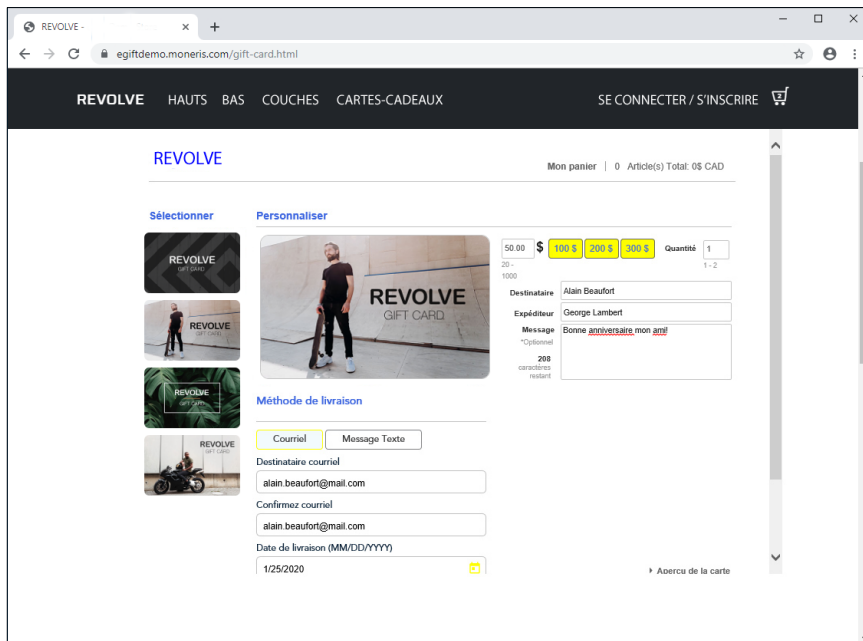 REVOLVE -
egiftdemo.moneris.com/gift-card.html
REVOLVE HAUTS BAS COUCHES CARTES-CADEAUX SE CONNECTER / S'INSCRIRE 2
REVOLVE
Mon panier | 0 Article(s) Total: 0$ CAD
Sélectionner
REVOLVE
GIFT CARD
REVOLVE
GIFT CARD
REVOLVE
GIFT CARD
REVOLVE
GIFT CARD
Personnaliser
REVOLVE
GIFT CARD
50.00 $ 100 $ 200 $ 300 $ Quantité 1
20 -
1000
1 - 2
Destinataire Alain Beaufort
Expéditeur George Lambert
Message Bonne anniversaire mon ami!
*Optionnel
208
caractères
restant
Méthode de livraison
Courriel Message Texte
Destinataire courriel
alain.beaufort@mail.com
Confirmez courriel
alain.beaufort@mail.com
Date de livraison (MM/DD/YYYY)
1/25/2020
Apercu de la carte